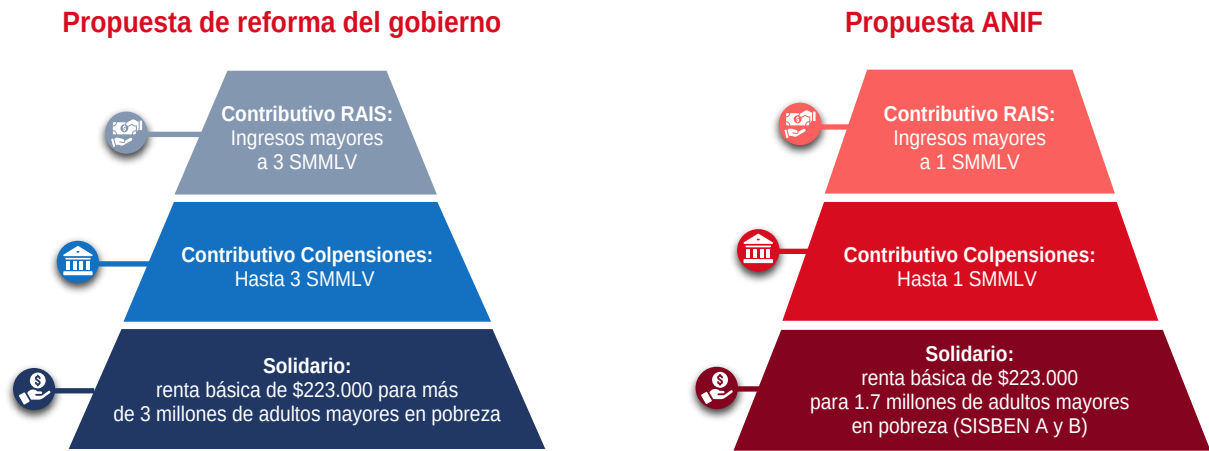 Propuesta de reforma del gobierno
Contributivo RAIS:
Ingresos mayores
a 3 SMMLV
Contributivo Colpensiones:
Hasta 3 SMMLV
Solidario:
renta básica de $223.000 para más
de 3 millones de adultos mayores en pobreza
Propuesta ANIF
Contributivo RAIS:
Ingresos mayores
a 1 SMMLV
Contributivo Colpensiones:
Hasta 1 SMMLV
Solidario:
renta básica de $223.000
para 1.7 millones de adultos mayores
en pobreza (SISBEN A y B)